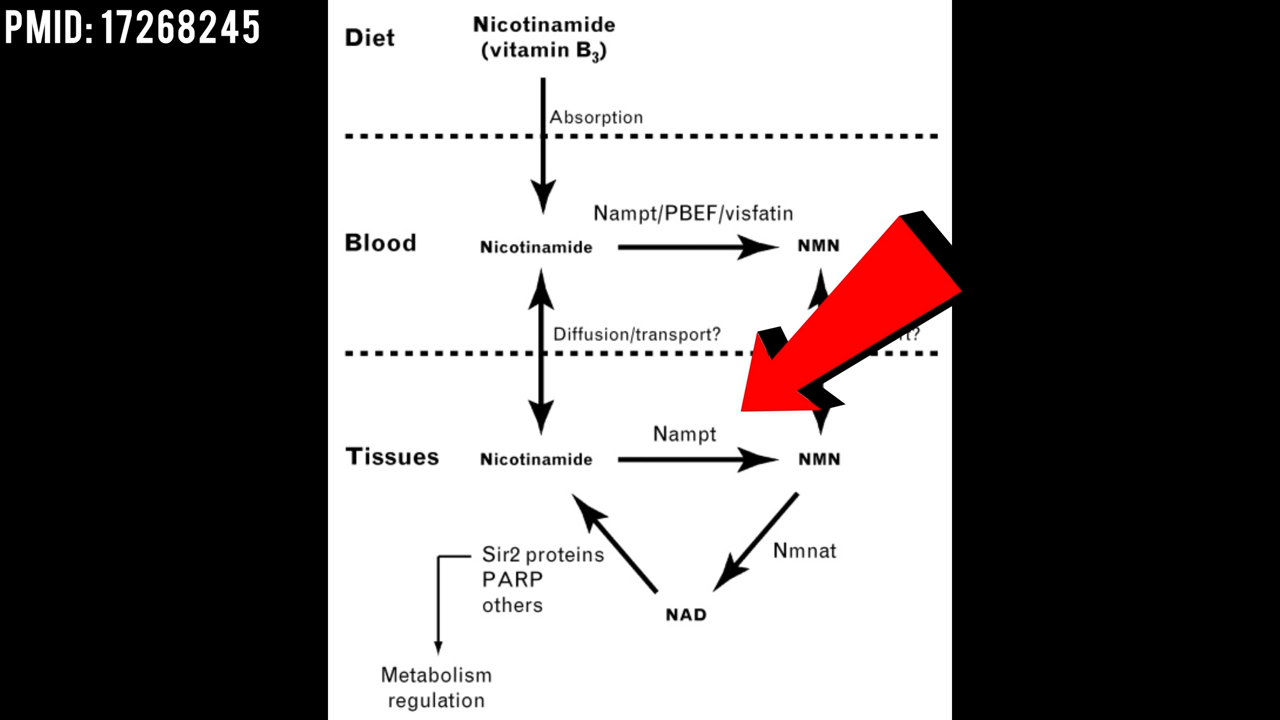 PMID: 17268245
Diet
Nicotinamide
(vitamin B3)
Absorption
Nampt/PBEF/visfatin
Blood
Nicotinamide
NMN
Diffusion/transport?
Nampt
Tissues
Nicotinamide
NMN
Sir2 proteins
PARP
others
Nmnat
NAD
Metabolism
regulation